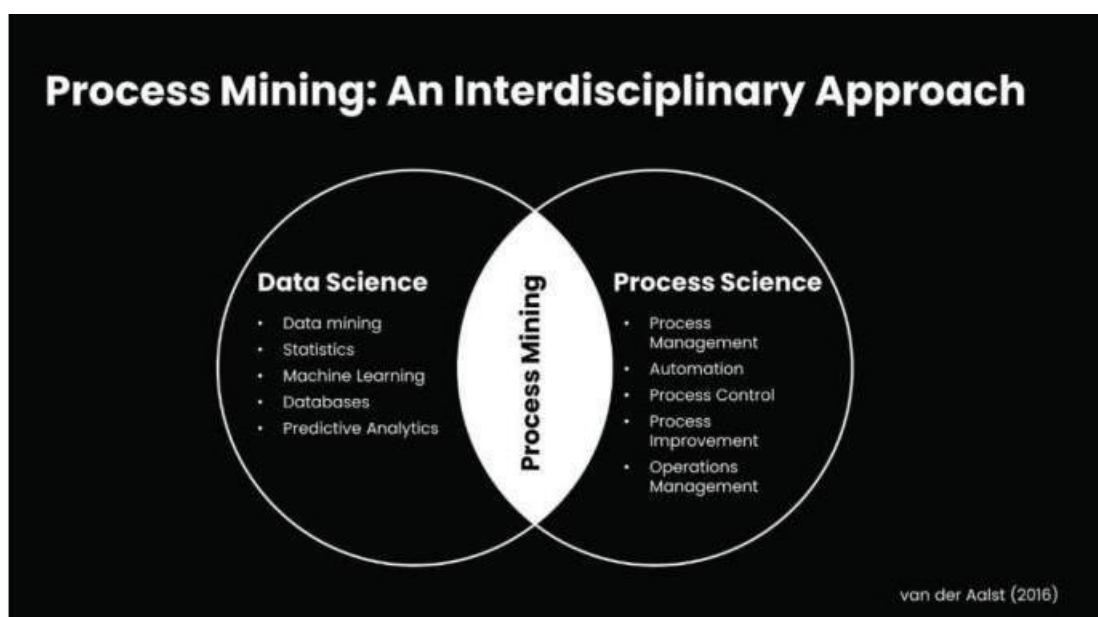 Process Mining: An Interdisciplinary Approach
Data Science
• Data mining
• Statistics
• Machine Learning
• Databases
• Predictive Analytics
Process Mining
Process Science
• Process
Management
• Automation
• Process Control
• Process
Improvement
• Operations
Management
van der Aalst (2016)